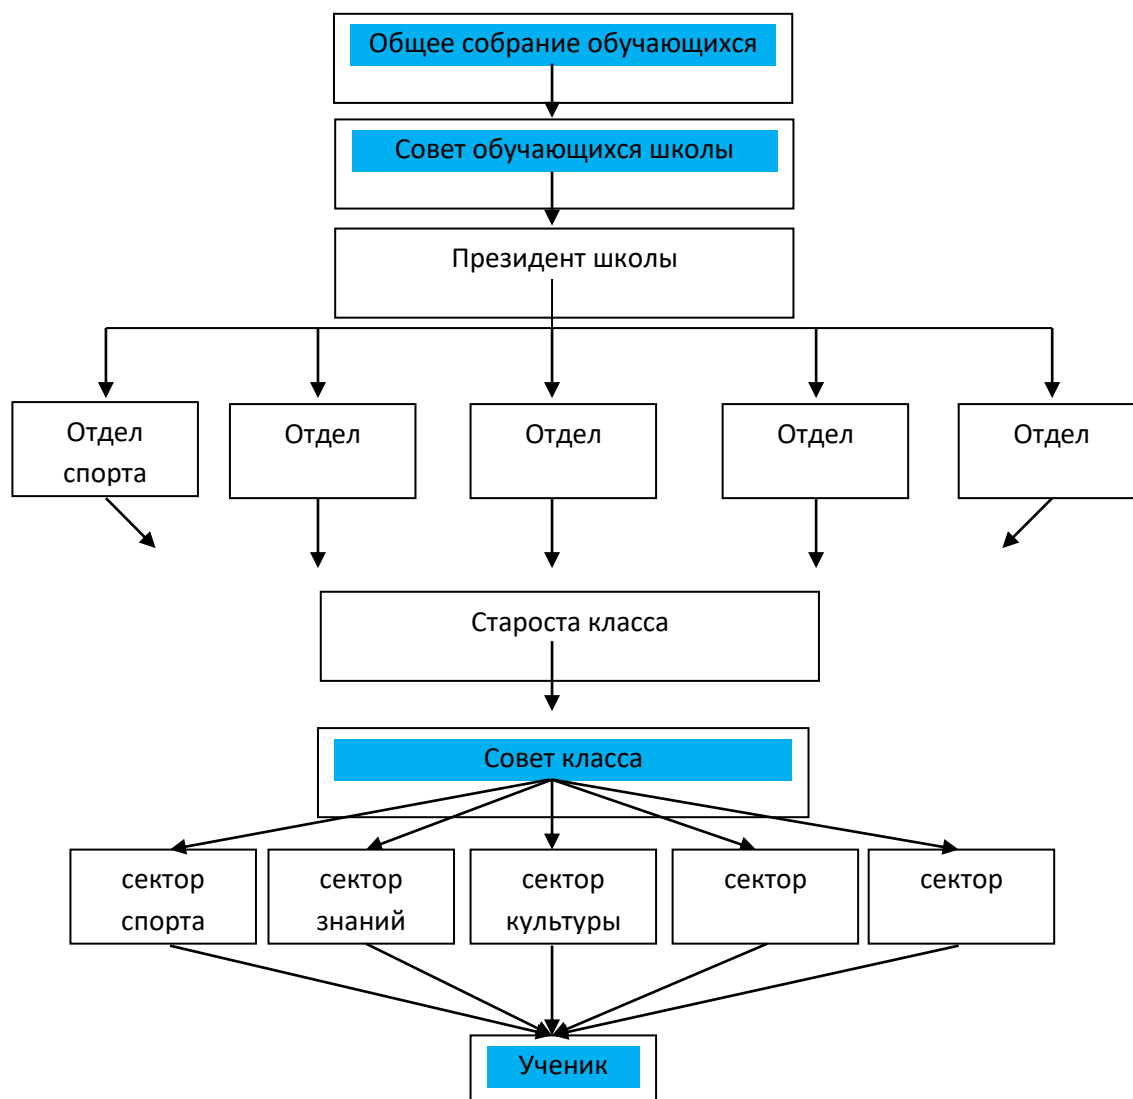 Общее собрание обучающихся
Совет обучающихся школы
Президент школы
Отдел
спорта
Отдел
Отдел
Отдел
Отдел
Староста класса
Совет класса
сектор
спорта
сектор
знаний
сектор
культуры
сектор
сектор
Ученик